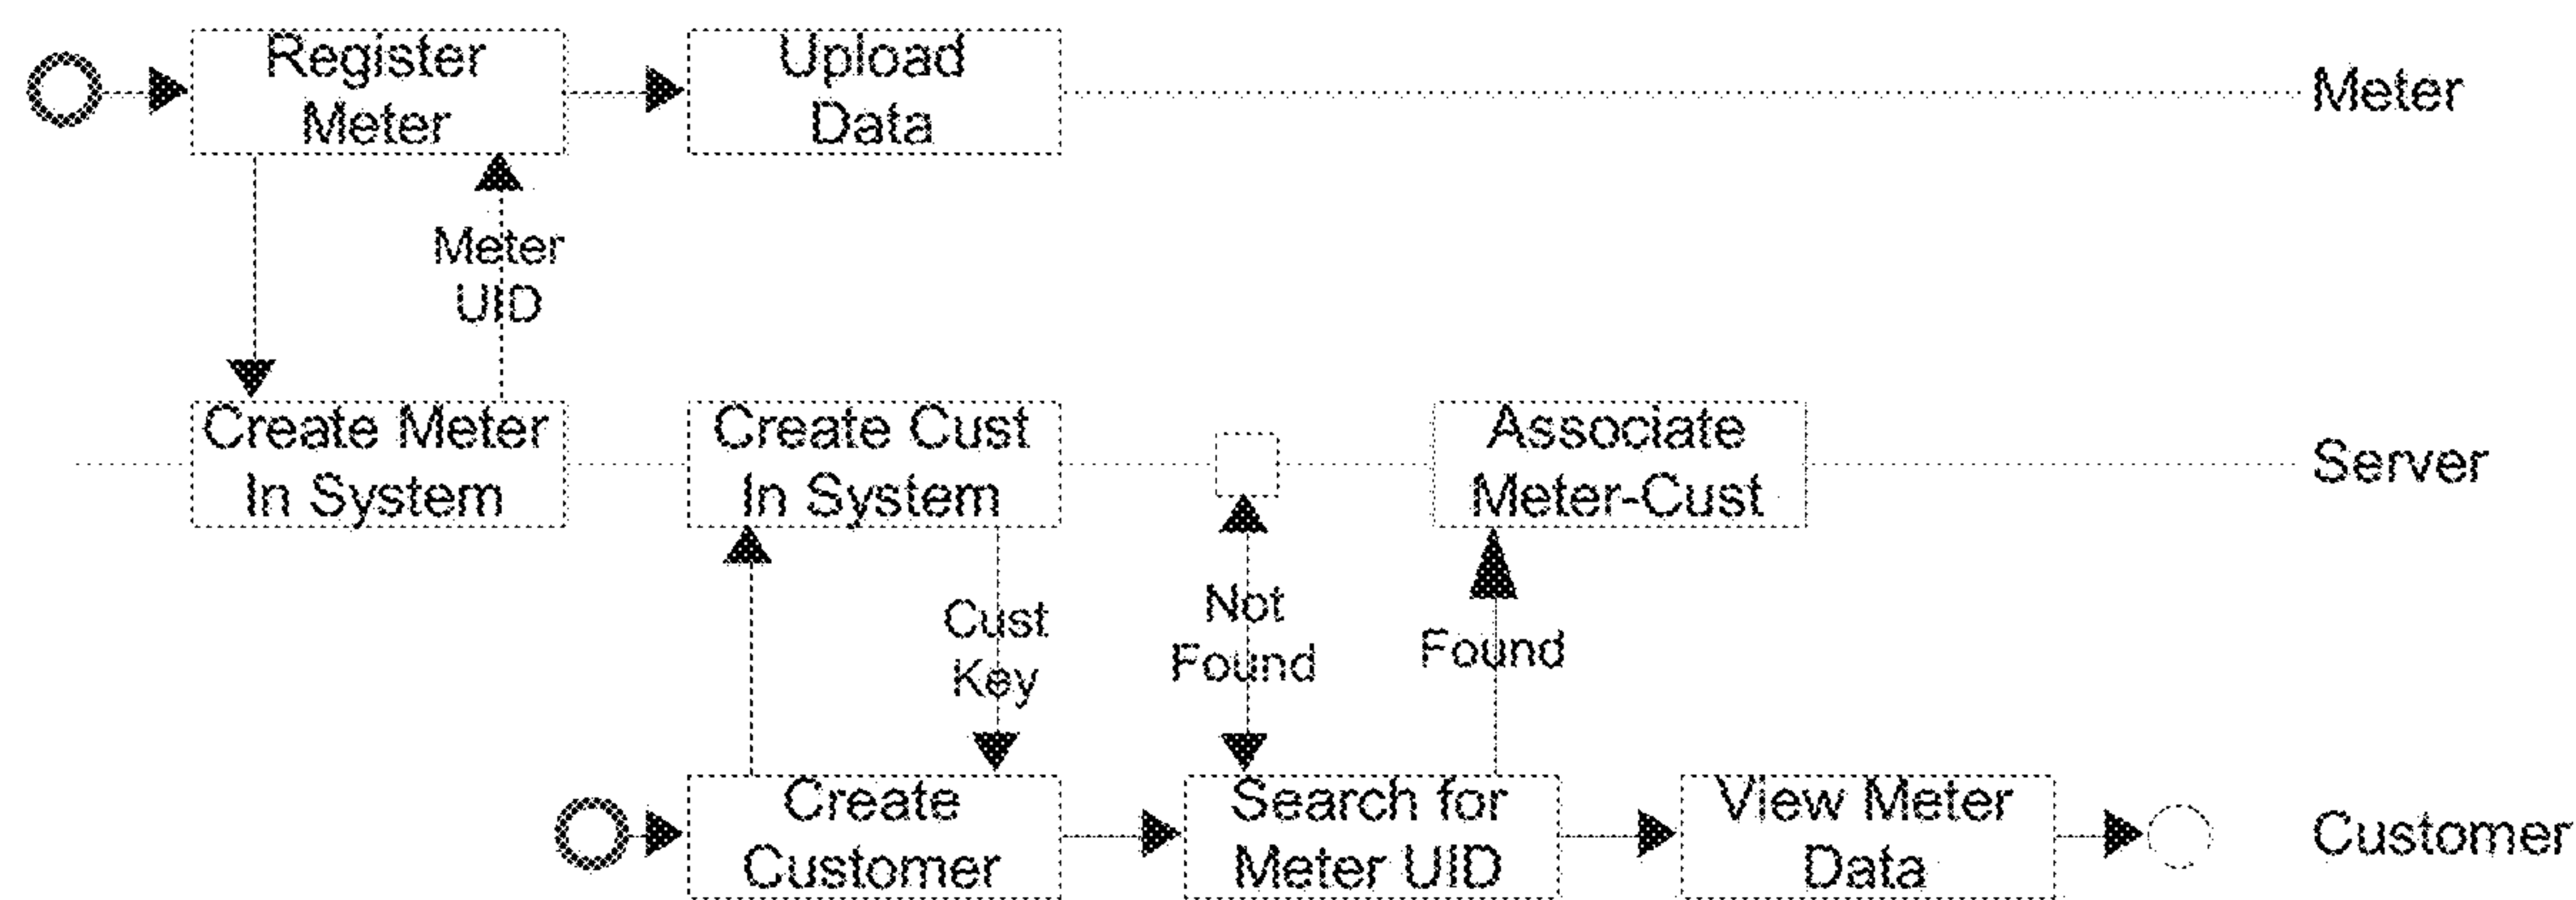 Register
Meter
Upload
Data
Meter
Meter
UID
Create Meter
In System
Create Cust
In System
Associate
Meter-Cust
Server
Cust
Key
Not
Found
Found
Create
Customer
Search for
Meter UID
View Meter
Data
Customer